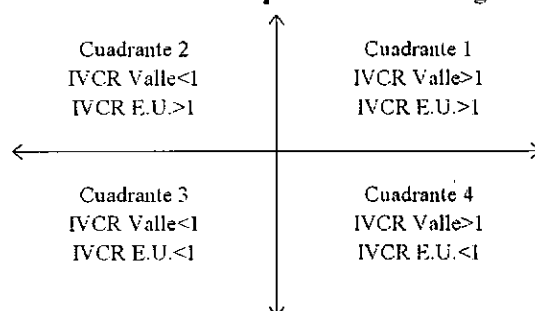 Cuadrante 2
IVCR Valle<1
IVCR E.U.>1
Cuadrante 1
IVCR Valle>1
IVCR E.U.>1
Cuadrante 3
IVCR Valle<1
IVCR E.U.<1
Cuadrante 4
IVCR Valle>1
IVCR E.U.<1